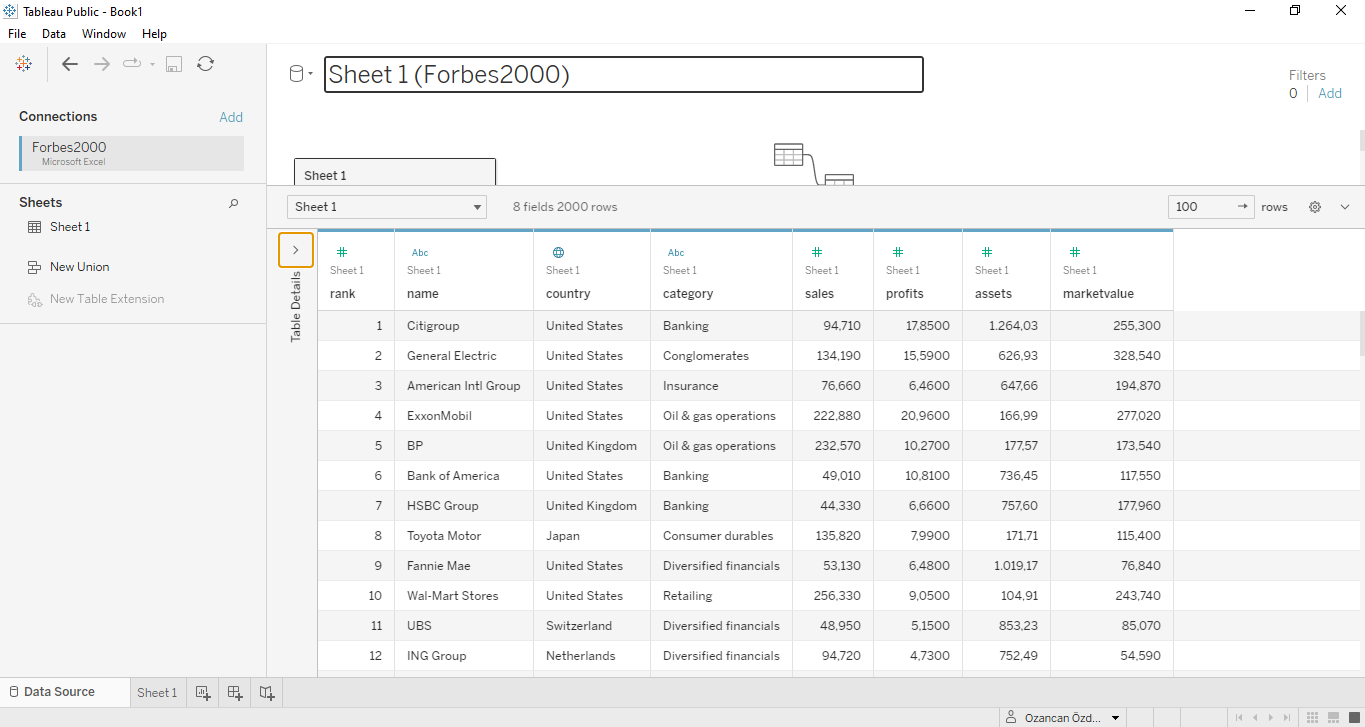 Tableau Public - Book1
File Data Window Help
Connections Add
Forbes2000
Microsoft Excel
Sheets
Sheet 1
New Union
New Table Extension
Sheet 1 (Forbes2000)
Filters
0 Add
Sheet 1
Sheet 1 8 fields 2000 rows 100 rows
Table Details
Abc Abc
Sheet 1 Sheet 1 Sheet 1 Sheet 1 Sheet 1 Sheet 1 Sheet 1 Sheet 1
rank name country category sales profits assets marketvalue
1 Citigroup United States Banking 94,710 17,8500 1.264,03 255,300
2 General Electric United States Conglomerates 134,190 15,5900 626,93 328,540
3 American Intl Group United States Insurance 76,660 6,4600 647,66 194,870
4 ExxonMobil United States Oil & gas operations 222,880 20,9600 166,99 277,020
5 BP United Kingdom Oil & gas operations 232,570 10,2700 177,57 173,540
6 Bank of America United States Banking 49,010 10,8100 736,45 117,550
7 HSBC Group United Kingdom Banking 44,330 6,6600 757,60 177,960
8 Toyota Motor Japan Consumer durables 135,820 7,9900 171,71 115,400
9 Fannie Mae United States Diversified financials 53,130 6,4800 1.019,17 76,840
10 Wal-Mart Stores United States Retailing 256,330 9,0500 104,91 243,740
11 UBS Switzerland Diversified financials 48,950 5,1500 853,23 85,070
12 ING Group Netherlands Diversified financials 94,720 4,7300 752,49 54,590
Data Source Sheet 1
Ozancan Özd...